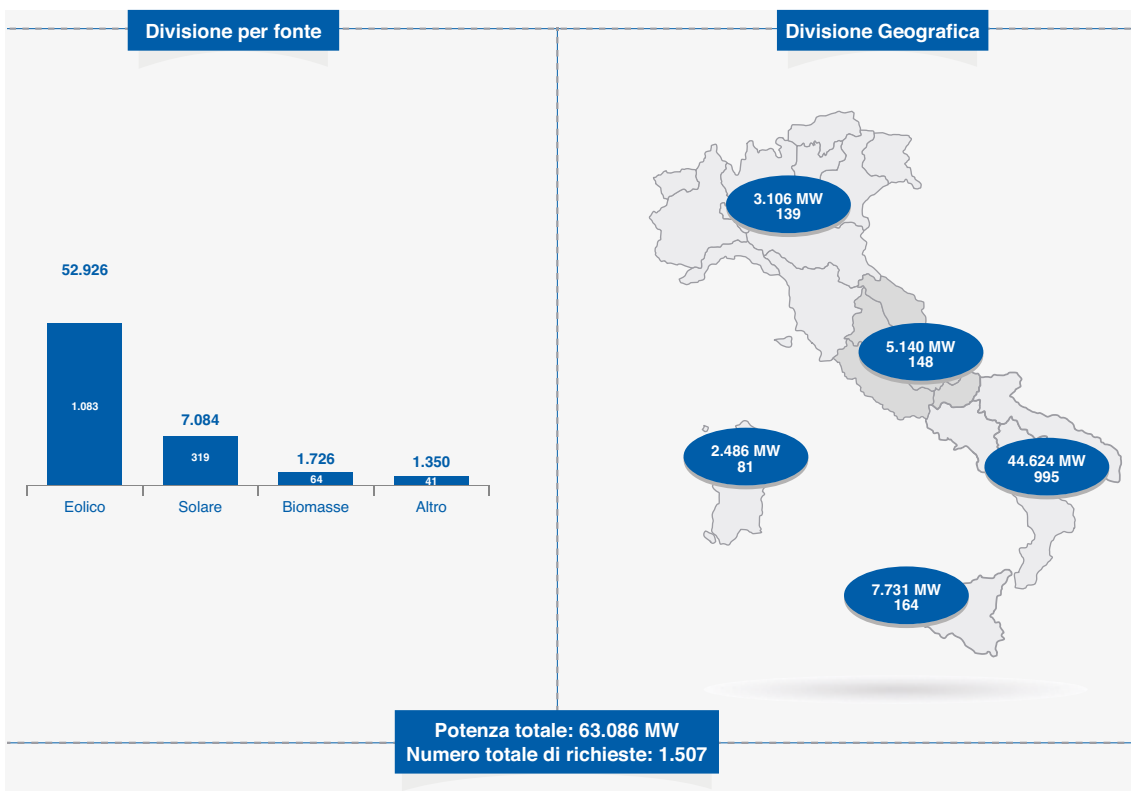 Divisione per fonte
52.926
1.083
7.084
319
1.726
64
1.350
41
Eolico
Solare
Biomasse
Altro
Divisione Geografica
3.106 MW
139
5.140 MW
148
2.486 MW
81
44.624 MW
995
7.731 MW
164
Potenza totale: 63.086 MW
Numero totale di richieste: 1.507